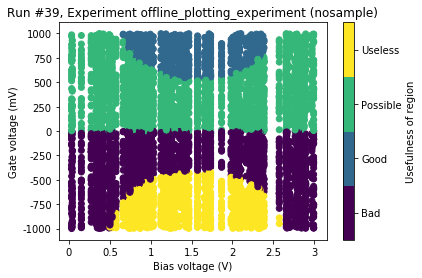 Run #39, Experiment offline_plotting_experiment (nosample)
1000
750
500
250
0
-250
-500
-750
-1000
Gate voltage (mV)
0
0.5
1
1.5
2
2.5
3
Bias voltage (V)
Useless
Possible
Good
Bad
Usefulness of region